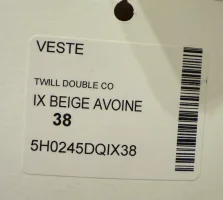 VESTE
TWILL DOUBLE CO
IX BEIGE AVOINE
38
5H0245DQIX38